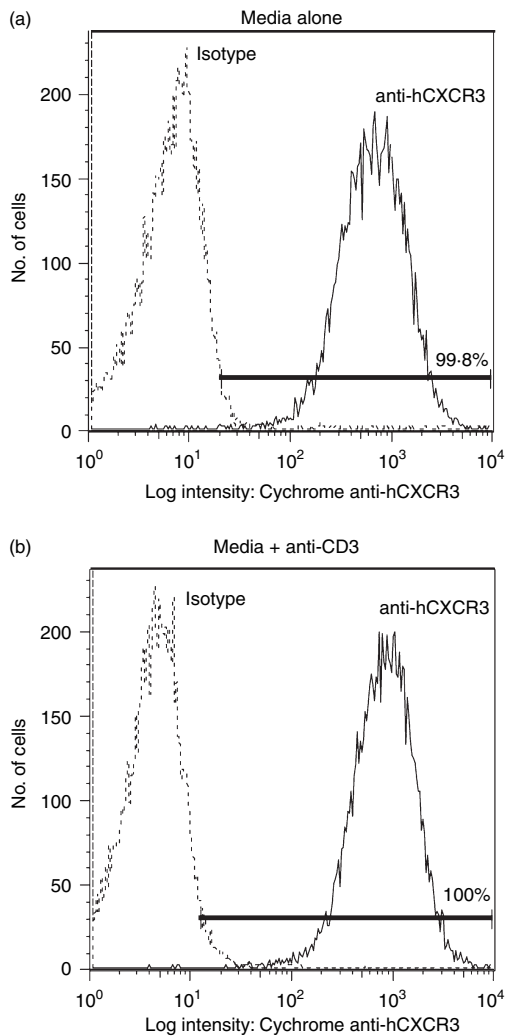 (a)
Media alone
Isotype
anti-hCXCR3
99·8%
No. of cells
200
150
100
50
0
10⁰ 10¹ 10² 10³ 10⁴
Log intensity: Cychrome anti-hCXCR3
(b)
Media + anti-CD3
Isotype
anti-hCXCR3
100%
No. of cells
200
150
100
50
0
10⁰ 10¹ 10² 10³ 10⁴
Log intensity: Cychrome anti-hCXCR3